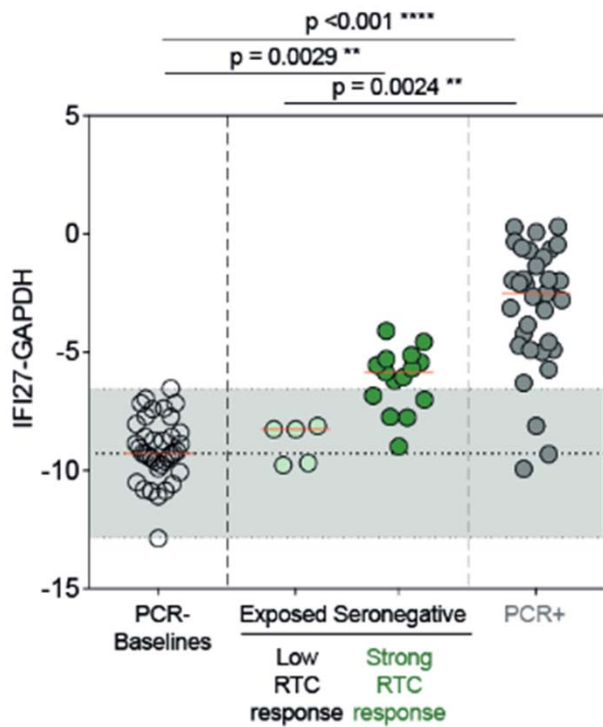 p <0.001 ****
p = 0.0029 **
p = 0.0024 **
5
0
-5
-10
-15
IFI27-GAPDH
PCR-
Baselines
Exposed Seronegative
PCR+
Low
RTC
response
Strong
RTC
response